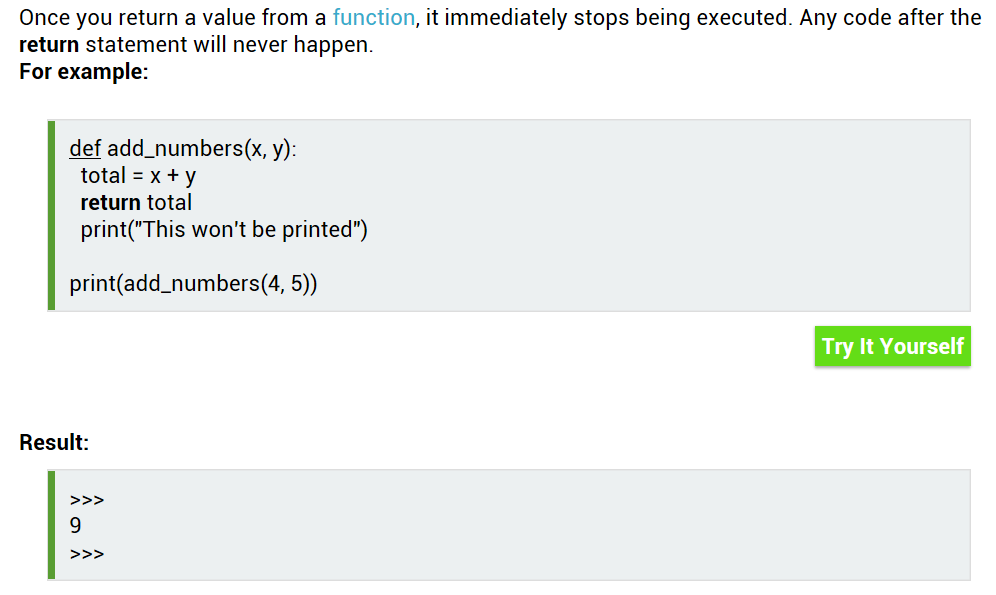 Once you return a value from a function, it immediately stops being executed. Any code after the
return statement will never happen.
For example:
def add_numbers(x, y):
total = x + y
return total
print("This won't be printed")
print(add_numbers(4, 5))
Try It Yourself
Result:
>>>
9
>>>